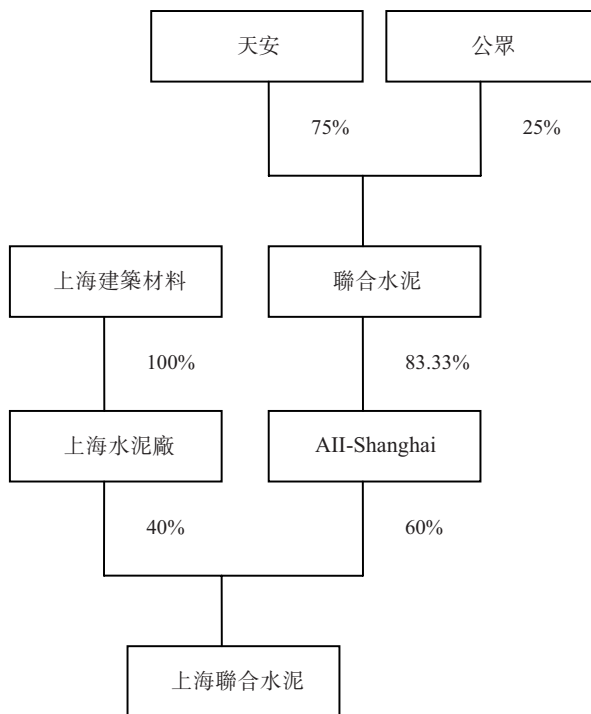 天安
公眾
75%
25%
上海建築材料
聯合水泥
100%
83.33%
上海水泥廠
AII-Shanghai
40%
60%
上海聯合水泥